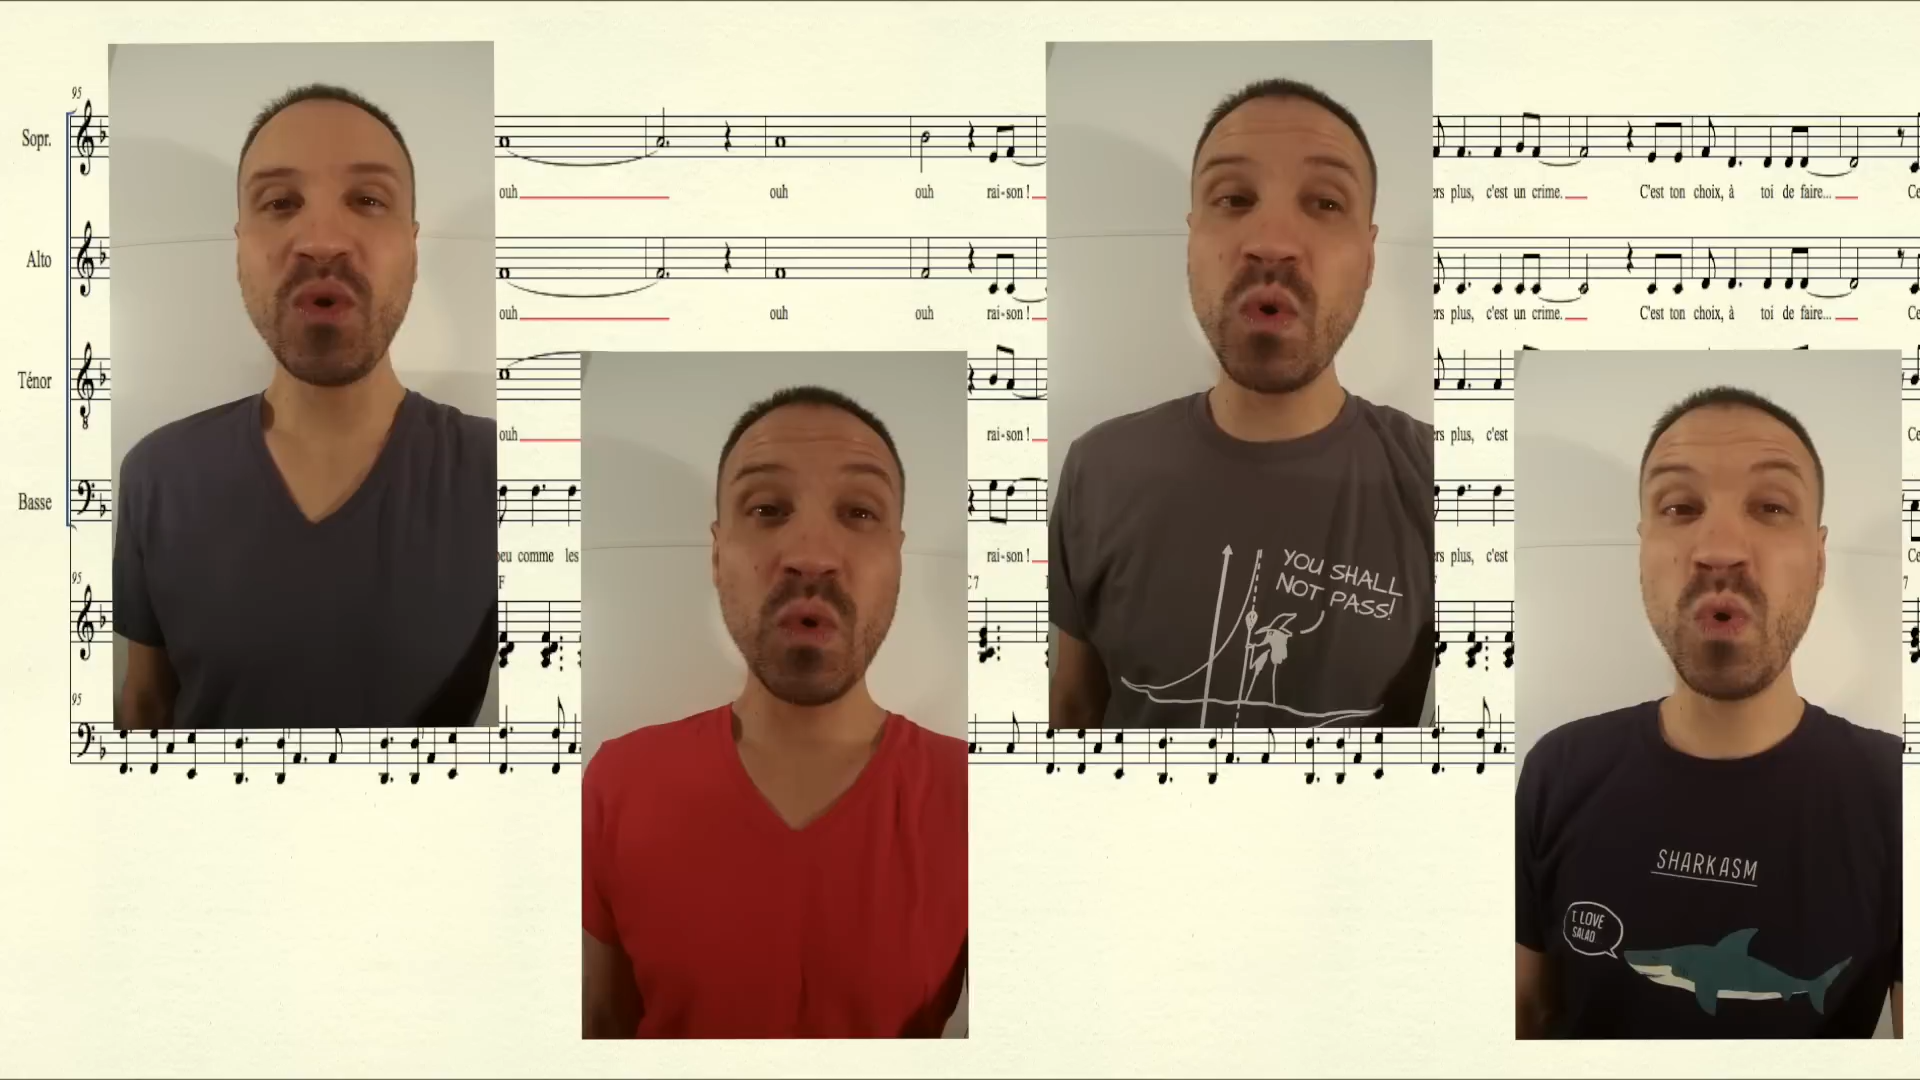 95
Sopr.
ouh ouh ouh rai-son !
plus, c'est un crime. C'est ton choix, à toi de faire...
Alto
ouh ouh ouh rai-son !
plus, c'est un crime. C'est ton choix, à toi de faire...
Ténor
8
ouh rai-son !
plus, c'est
Basse
comme les rai-son !
plus, c'est
95
F
C7
7
95
YOU SHALL
NOT PASS!
SHARKASM
I LOVE
SALAD